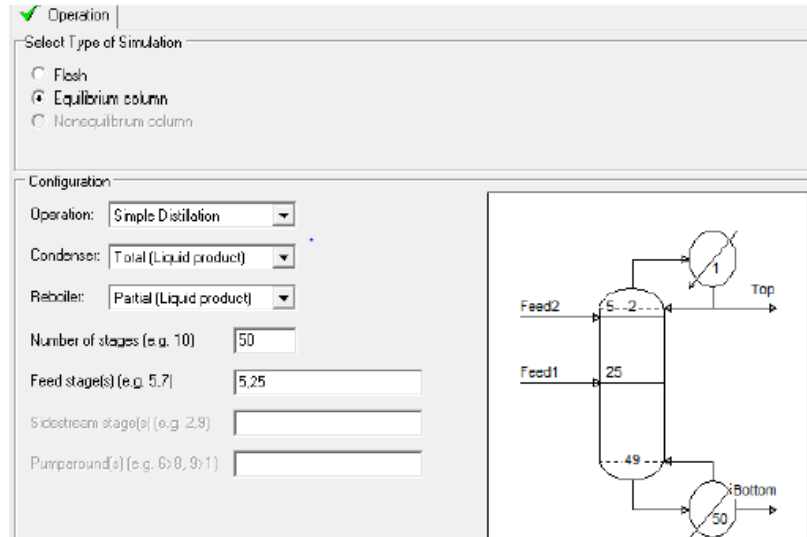 Operation
Select Type of Simulation
Flash
Equilibrium column
Nonequilibrium column
Configuration
Operation: Simple Distillation
Condenser: Total (Liquid product)
Reboiler: Partial (Liquid product)
Number of stages (e.g. 10) 50
Feed stage(s) (e.g. 5,7) 5,25
Sidestream stage(s) (e.g. 2,9)
Pumparound(s) (e.g. 6>8, 9>1)
1
Top
Feed2
5--2
Feed1
25
49
Bottom
50